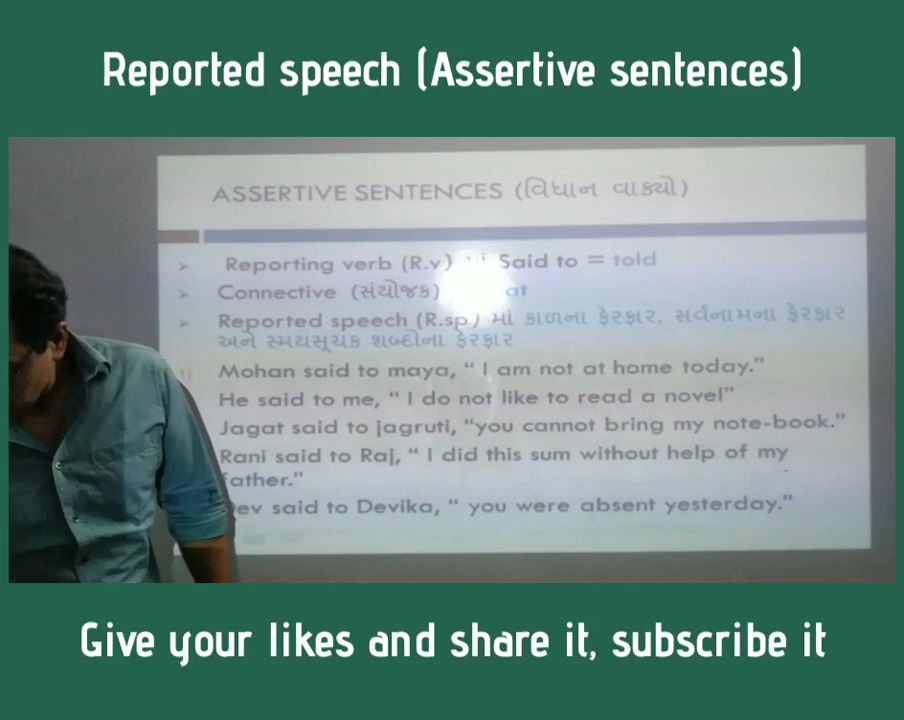 Reported speech (Assertive sentences)
ASSERTIVE SENTENCES (વિધાન વાક્યો)
➢ Reporting verb (R.v) Said to = told
➢ Connective (સંયોજક) at
➢ Reported speech (R.sp) માં કાળના ફેરફાર, સર્વનામના ફેરફાર
અને સ્મયસૂચક શબ્દોના ફેરફાર
Mohan said to maya, “ I am not at home today.”
He said to me, “ I do not like to read a novel”
Jagat said to jagruti, “you cannot bring my note-book.”
Rani said to Raj, “ I did this sum without help of my
father.”
Dev said to Devika, “ you were absent yesterday.”
Give your likes and share it, subscribe it